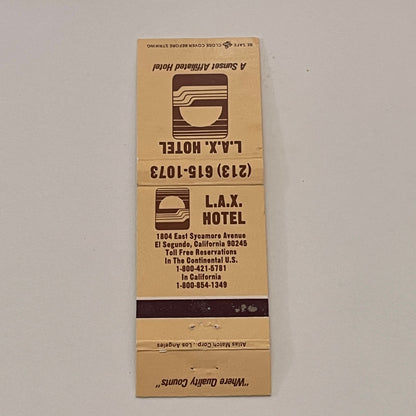 BE SAFE CLOSE COVER BEFORE STRIKING
A Sunset Affiliated Hotel
L.A.X. HOTEL
(213) 615-1073
L.A.X.
HOTEL
1804 East Sycamore Avenue
El Segundo, California 90245
Toll Free Reservations
In The Continental U.S.
1-800-421-5781
In California
1-800-854-1349
Atlas Match Corp., Los Angeles
"Where Quality Counts"